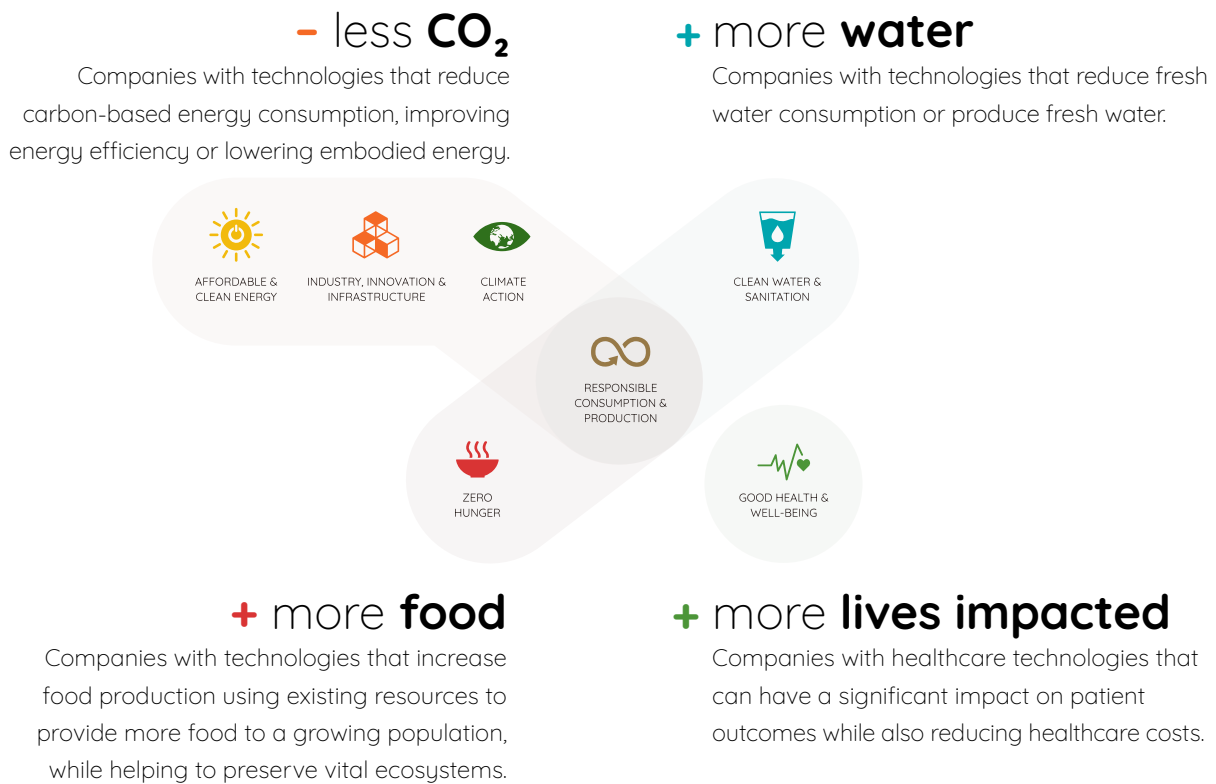 - less CO₂
Companies with technologies that reduce
carbon-based energy consumption, improving
energy efficiency or lowering embodied energy.
+ more water
Companies with technologies that reduce fresh
water consumption or produce fresh water.
AFFORDABLE &
CLEAN ENERGY
INDUSTRY, INNOVATION &
INFRASTRUCTURE
CLIMATE
ACTION
CLEAN WATER &
SANITATION
RESPONSIBLE
CONSUMPTION &
PRODUCTION
ZERO
HUNGER
GOOD HEALTH &
WELL-BEING
+ more food
Companies with technologies that increase
food production using existing resources to
provide more food to a growing population,
while helping to preserve vital ecosystems.
+ more lives impacted
Companies with healthcare technologies that
can have a significant impact on patient
outcomes while also reducing healthcare costs.